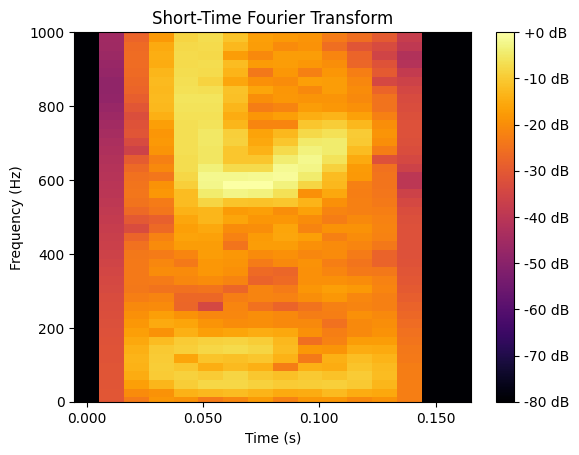 Short-Time Fourier Transform
Frequency (Hz)
1000
800
600
400
200
0
0.000
0.050
0.100
0.150
Time (s)
+0 dB
-10 dB
-20 dB
-30 dB
-40 dB
-50 dB
-60 dB
-70 dB
-80 dB